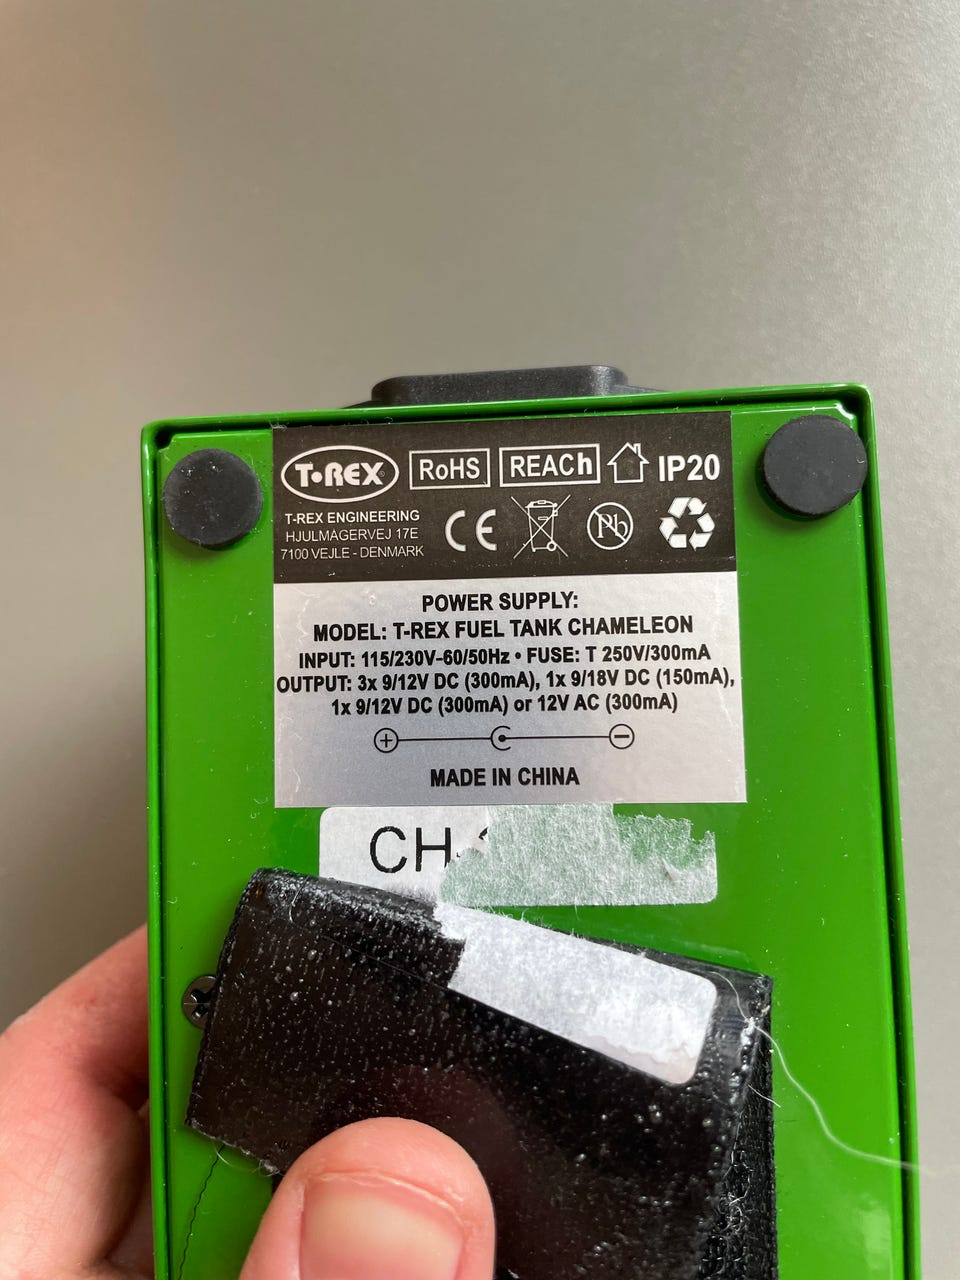 T•REX®
RoHS
REACh
IP20
T-REX ENGINEERING
HJULMAGERVEJ 17E
7100 VEJLE - DENMARK
CE
Pb
POWER SUPPLY:
MODEL: T-REX FUEL TANK CHAMELEON
INPUT: 115/230V-60/50Hz • FUSE: T 250V/300mA
OUTPUT: 3x 9/12V DC (300mA), 1x 9/18V DC (150mA),
1x 9/12V DC (300mA) or 12V AC (300mA)
+ −
MADE IN CHINA
CH-